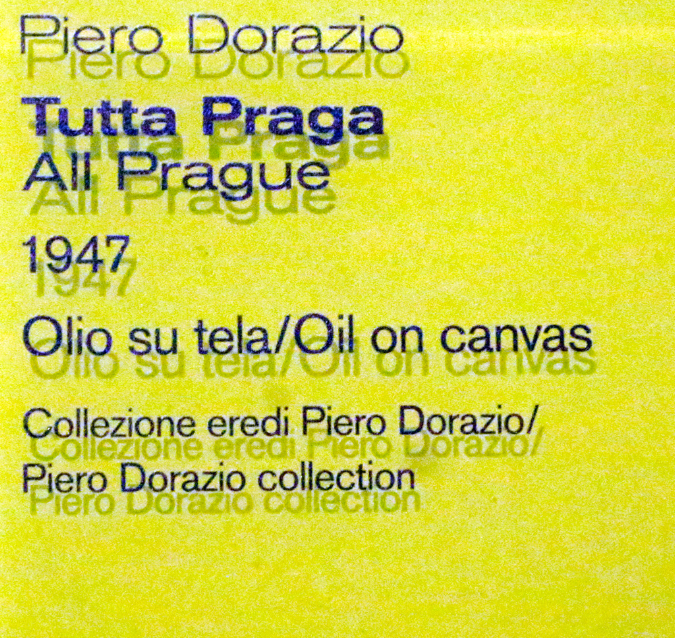 Piero Dorazio
Tutta Praga
All Prague
1947
Olio su tela/Oil on canvas
Collezione eredi Piero Dorazio/
Piero Dorazio collection